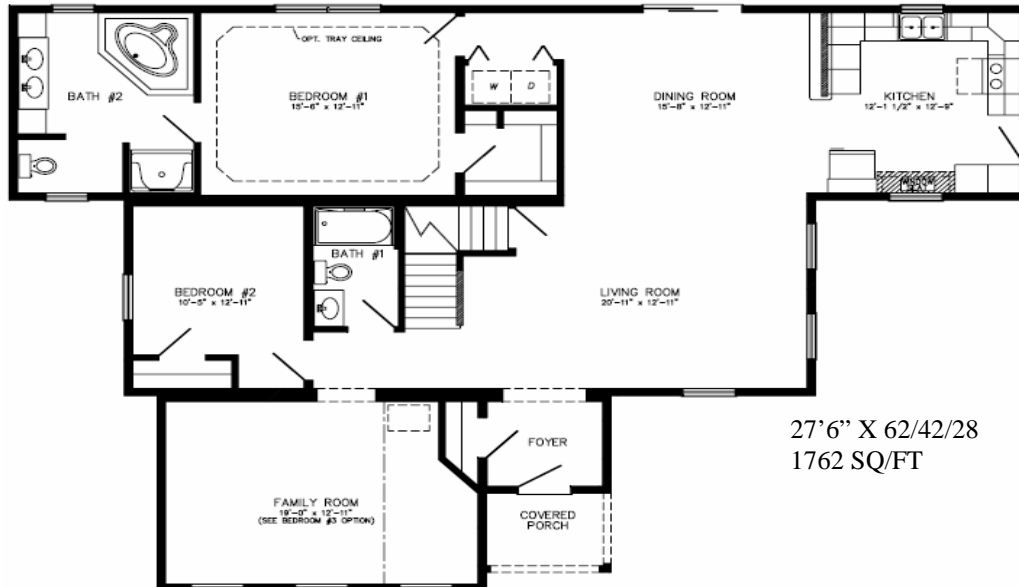 OPT. TRAY CEILING
BATH #2
BEDROOM #1
15'-6" x 12'-11"
W D
DINING ROOM
15'-8" x 12'-11"
KITCHEN
12'-1 1/2" x 12'-9"
WINDOW
SEAT
BATH #1
BEDROOM #2
10'-5" x 12'-11"
LIVING ROOM
20'-11" x 12'-11"
FOYER
27'6” X 62/42/28
1762 SQ/FT
FAMILY ROOM
19'-0" x 12'-11"
(SEE BEDROOM #3 OPTION)
COVERED
PORCH